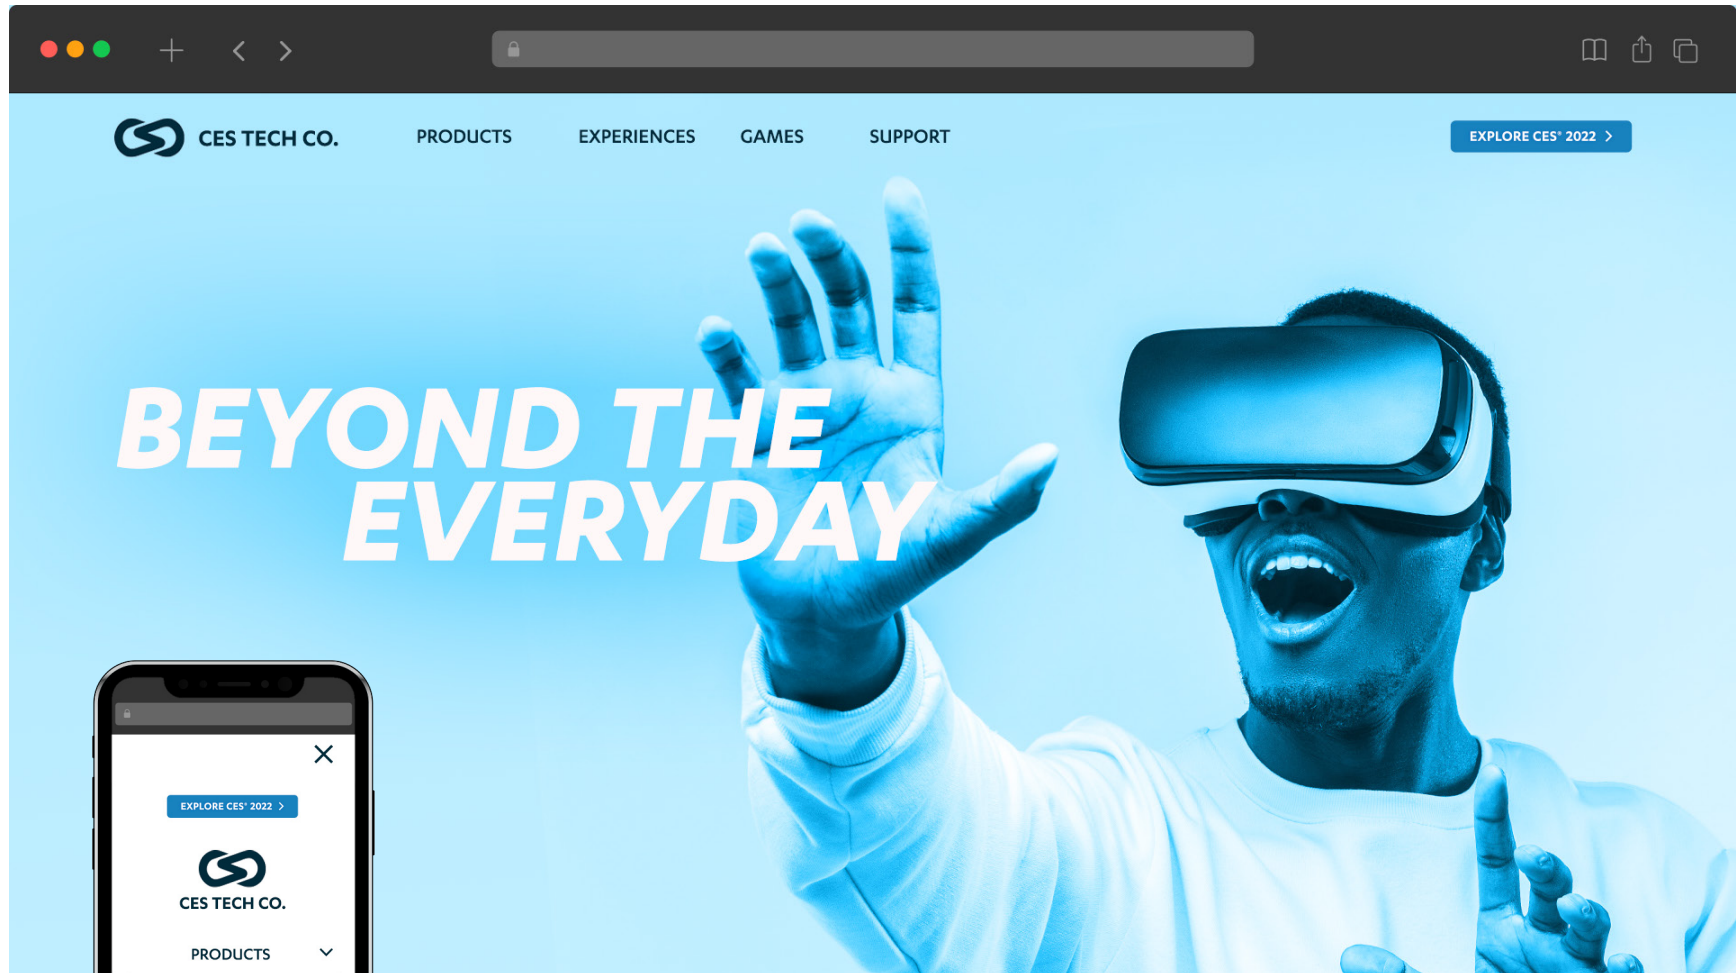 CES TECH CO.
PRODUCTS
EXPERIENCES
GAMES
SUPPORT
EXPLORE CES® 2022
BEYOND THE
EVERYDAY
EXPLORE CES® 2022
CES TECH CO.
PRODUCTS